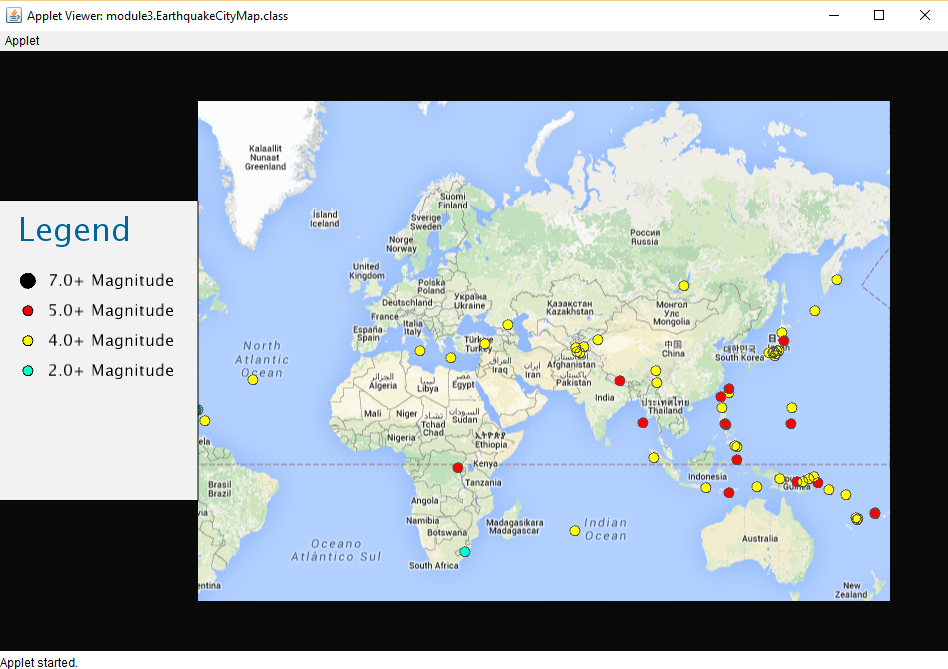 Applet Viewer: module3.EarthquakeCityMap.class
Applet
Legend
7.0+ Magnitude
5.0+ Magnitude
4.0+ Magnitude
2.0+ Magnitude
Kalaallit
Nunaat
Greenland
Ísland
Iceland
Suomi
Finland
Sverige
Sweden
Norge
Norway
Россия
Russia
United
Kingdom
Polska
Poland
Deutschland
Україна
Ukraine
France
Italia
Italy
España
Spain
Қазақстан
Kazakhstan
Монгол
Улс
Mongolia
Türkiye
Turkey
中国
China
대한민국
South Korea
North
Atlantic
Ocean
العراق
Iraq
ایران
Iran
افغانستان
Afghanistan
پاکستان
Pakistan
الجزائر
Algeria
ليبيا
Libya
مصر
Egypt
India
ประเทศไทย
Thailand
Mali
Niger
تشاد
Tchad
Chad
السودان
Sudan
Nigeria
ኢትዮጵያ
Ethiopia
Kenya
Tanzania
Indonesia
Guinea
Brasil
Brazil
Angola
Namibia
Botswana
Madagasikara
Madagascar
Indian
Ocean
Oceano
Atlântico Sul
South Africa
Australia
New
Zealand
Applet started.